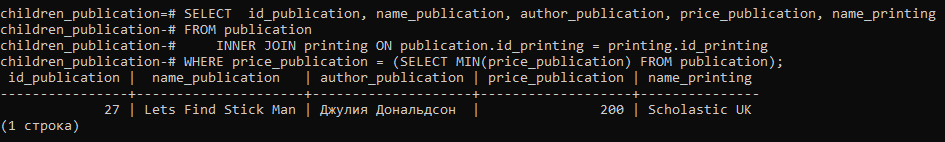 children_publication=# SELECT  id_publication, name_publication, author_publication, price_publication, name_printing
children_publication-# FROM publication
children_publication-#     INNER JOIN printing ON publication.id_printing = printing.id_printing
children_publication-# WHERE price_publication = (SELECT MIN(price_publication) FROM publication);
 id_publication |  name_publication   | author_publication | price_publication | name_printing
----------------+---------------------+--------------------+-------------------+---------------
             27 | Lets Find Stick Man | Джулия Дональдсон  |               200 | Scholastic UK
(1 строка)